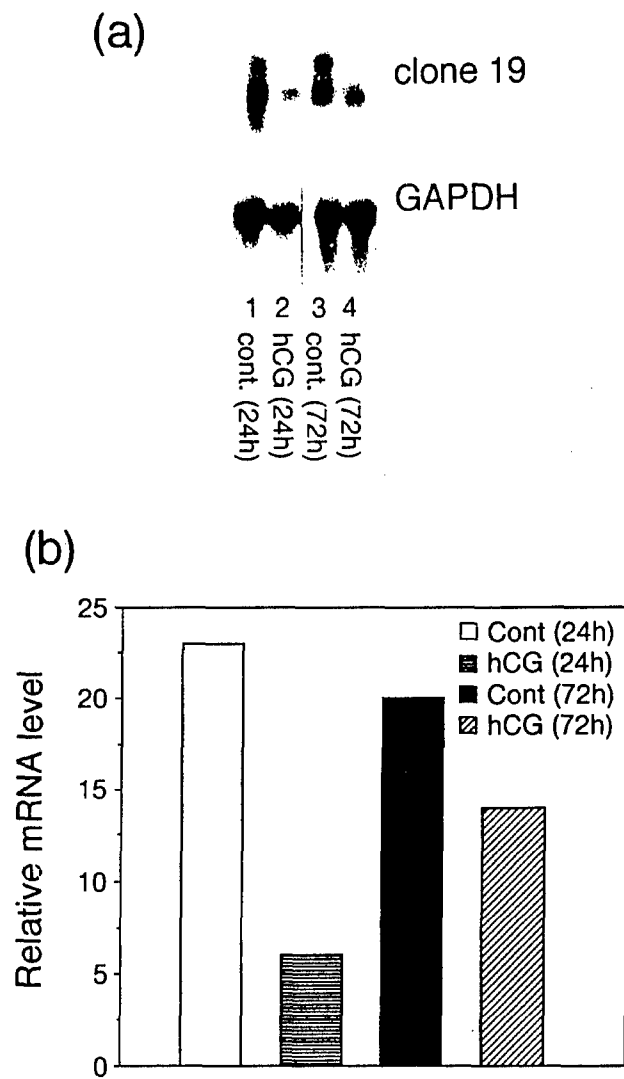 (a)
clone 19
GAPDH
1 2 3 4
cont. (24h)
hCG (24h)
cont. (72h)
hCG (72h)
(b)
Relative mRNA level
25
20
15
10
5
0
Cont (24h)
hCG (24h)
Cont (72h)
hCG (72h)